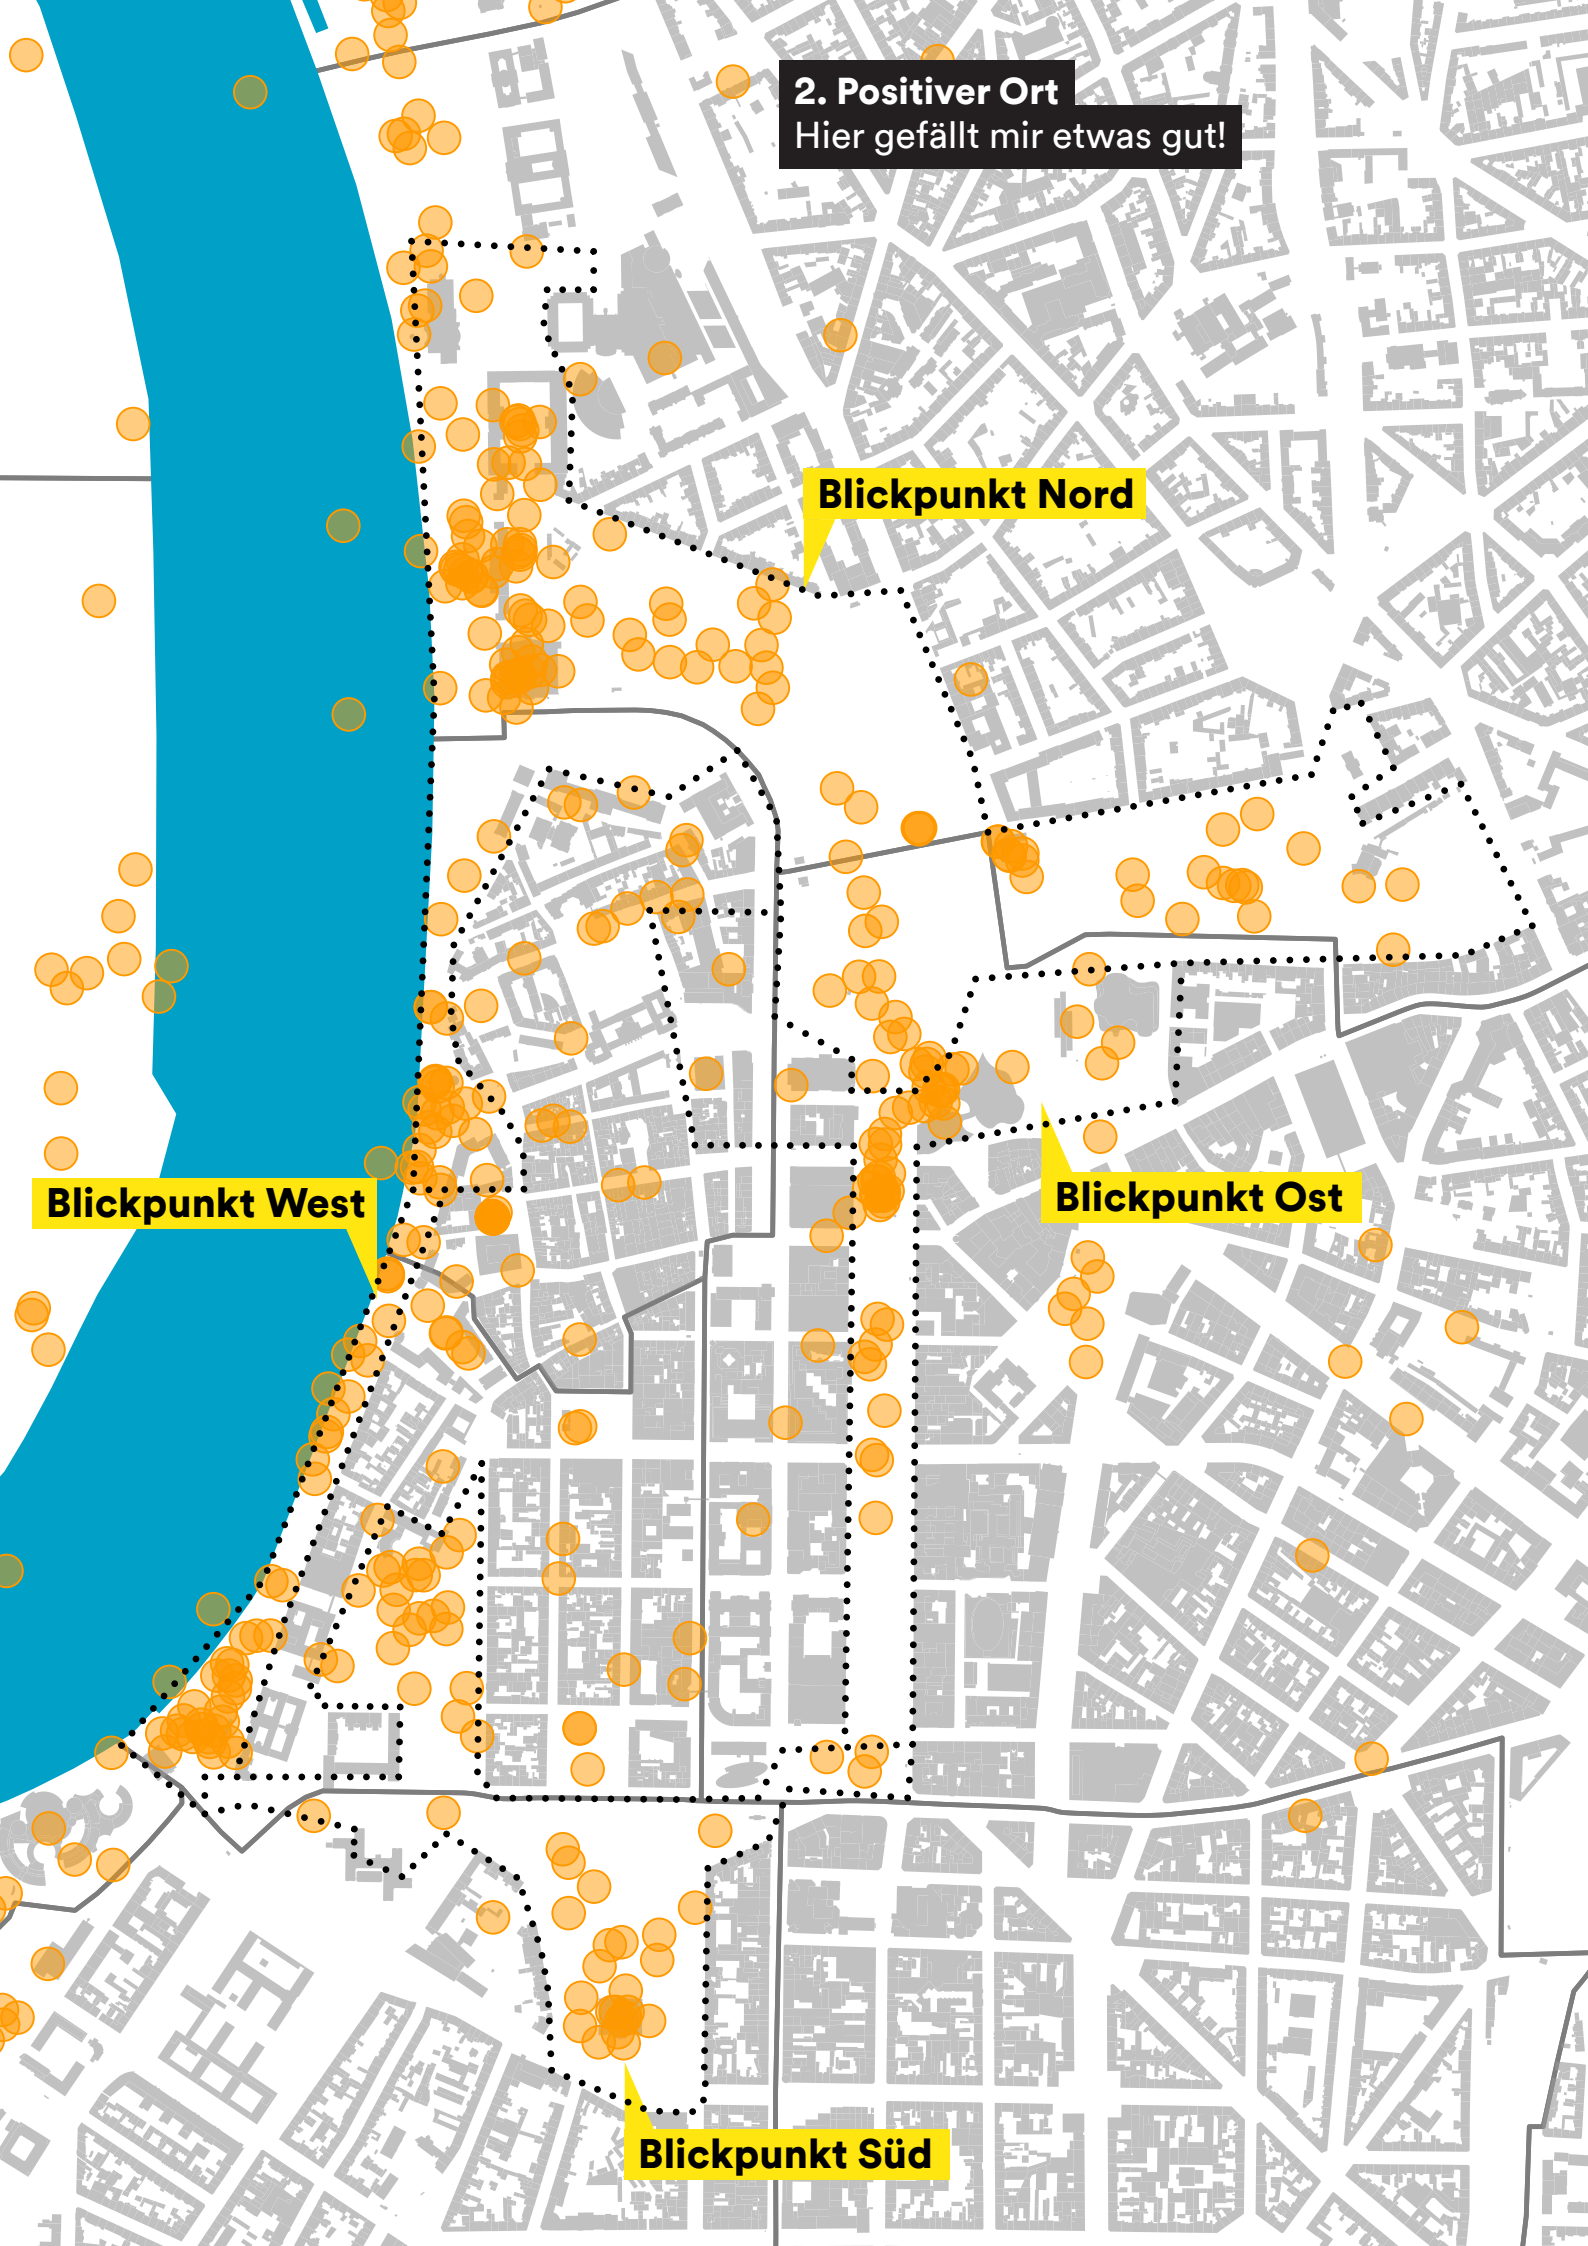 2. Positiver Ort
Hier gefällt mir etwas gut!
Blickpunkt Nord
Blickpunkt West
Blickpunkt Ost
Blickpunkt Süd